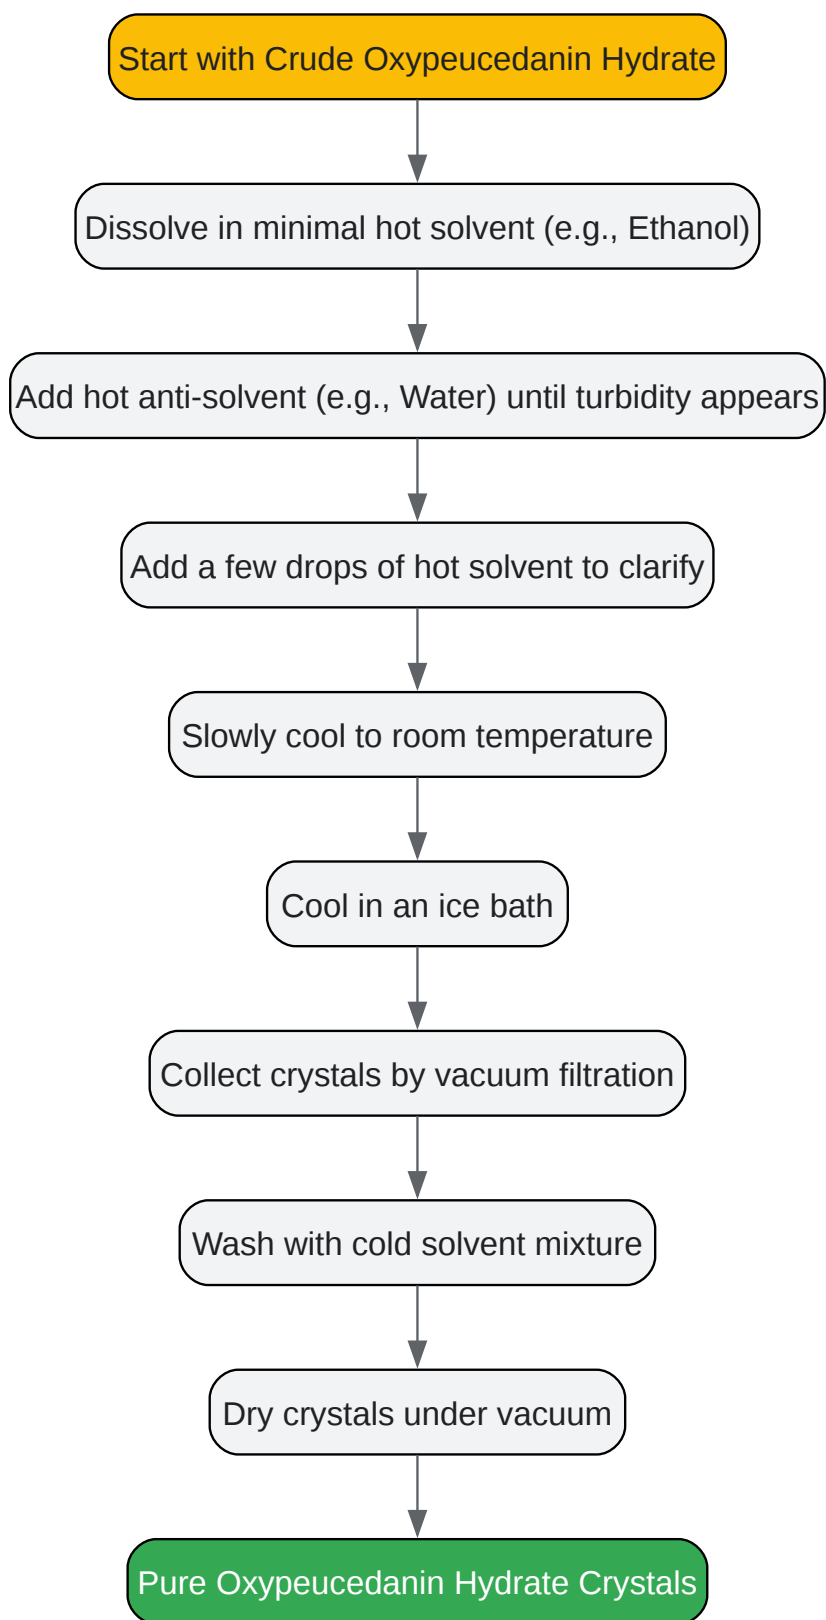 Start with Crude Oxypeucedanin Hydrate
Dissolve in minimal hot solvent (e.g., Ethanol)
Add hot anti-solvent (e.g., Water) until turbidity appears
Add a few drops of hot solvent to clarify
Slowly cool to room temperature
Cool in an ice bath
Collect crystals by vacuum filtration
Wash with cold solvent mixture
Dry crystals under vacuum
Pure Oxypeucedanin Hydrate Crystals